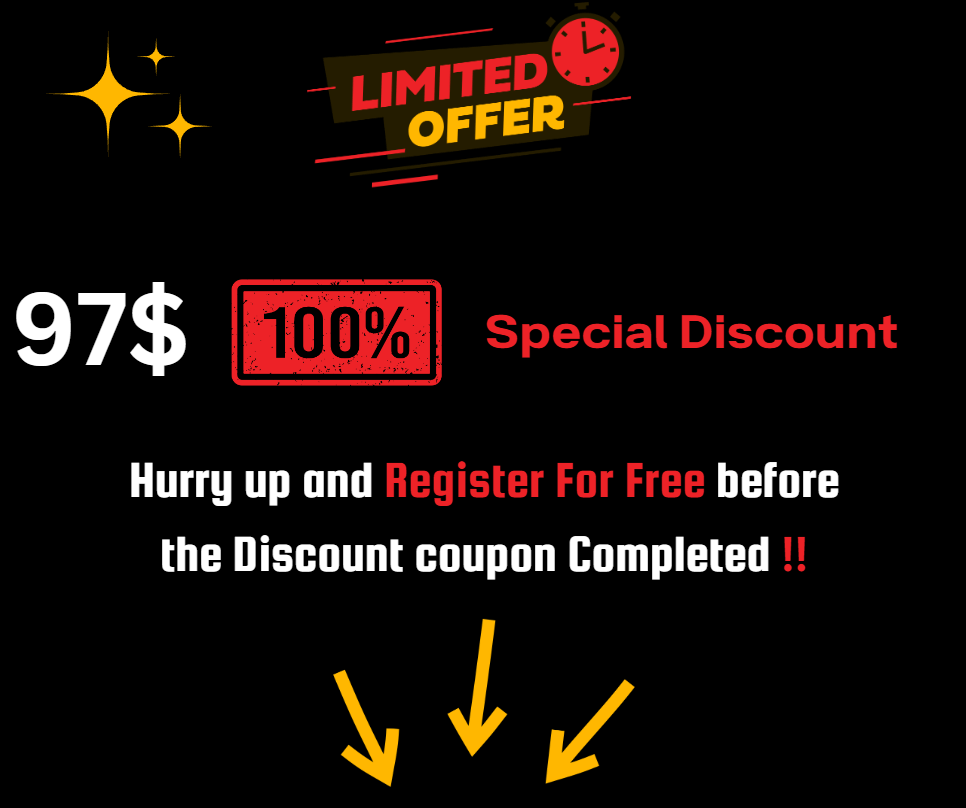 LIMITED
OFFER
97$ 100% Special Discount
Hurry up and Register For Free before
the Discount coupon Completed !!